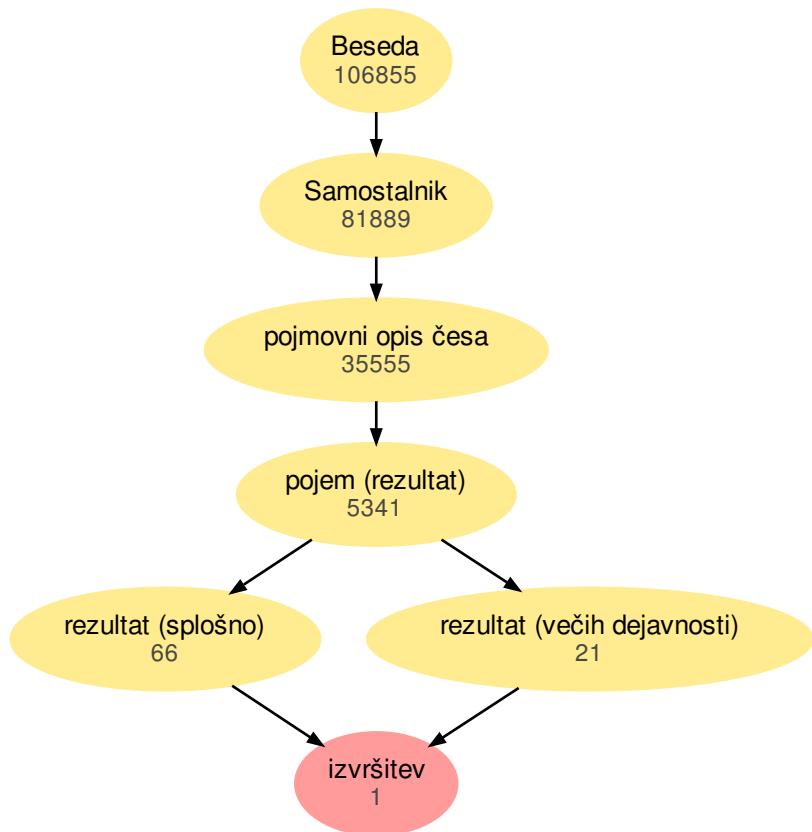 Beseda
106855
Samostalnik
81889
pojmovni opis česa
35555
pojem (rezultat)
5341
rezultat (splošno)
66
rezultat (večih dejavnosti)
21
izvršitev
1